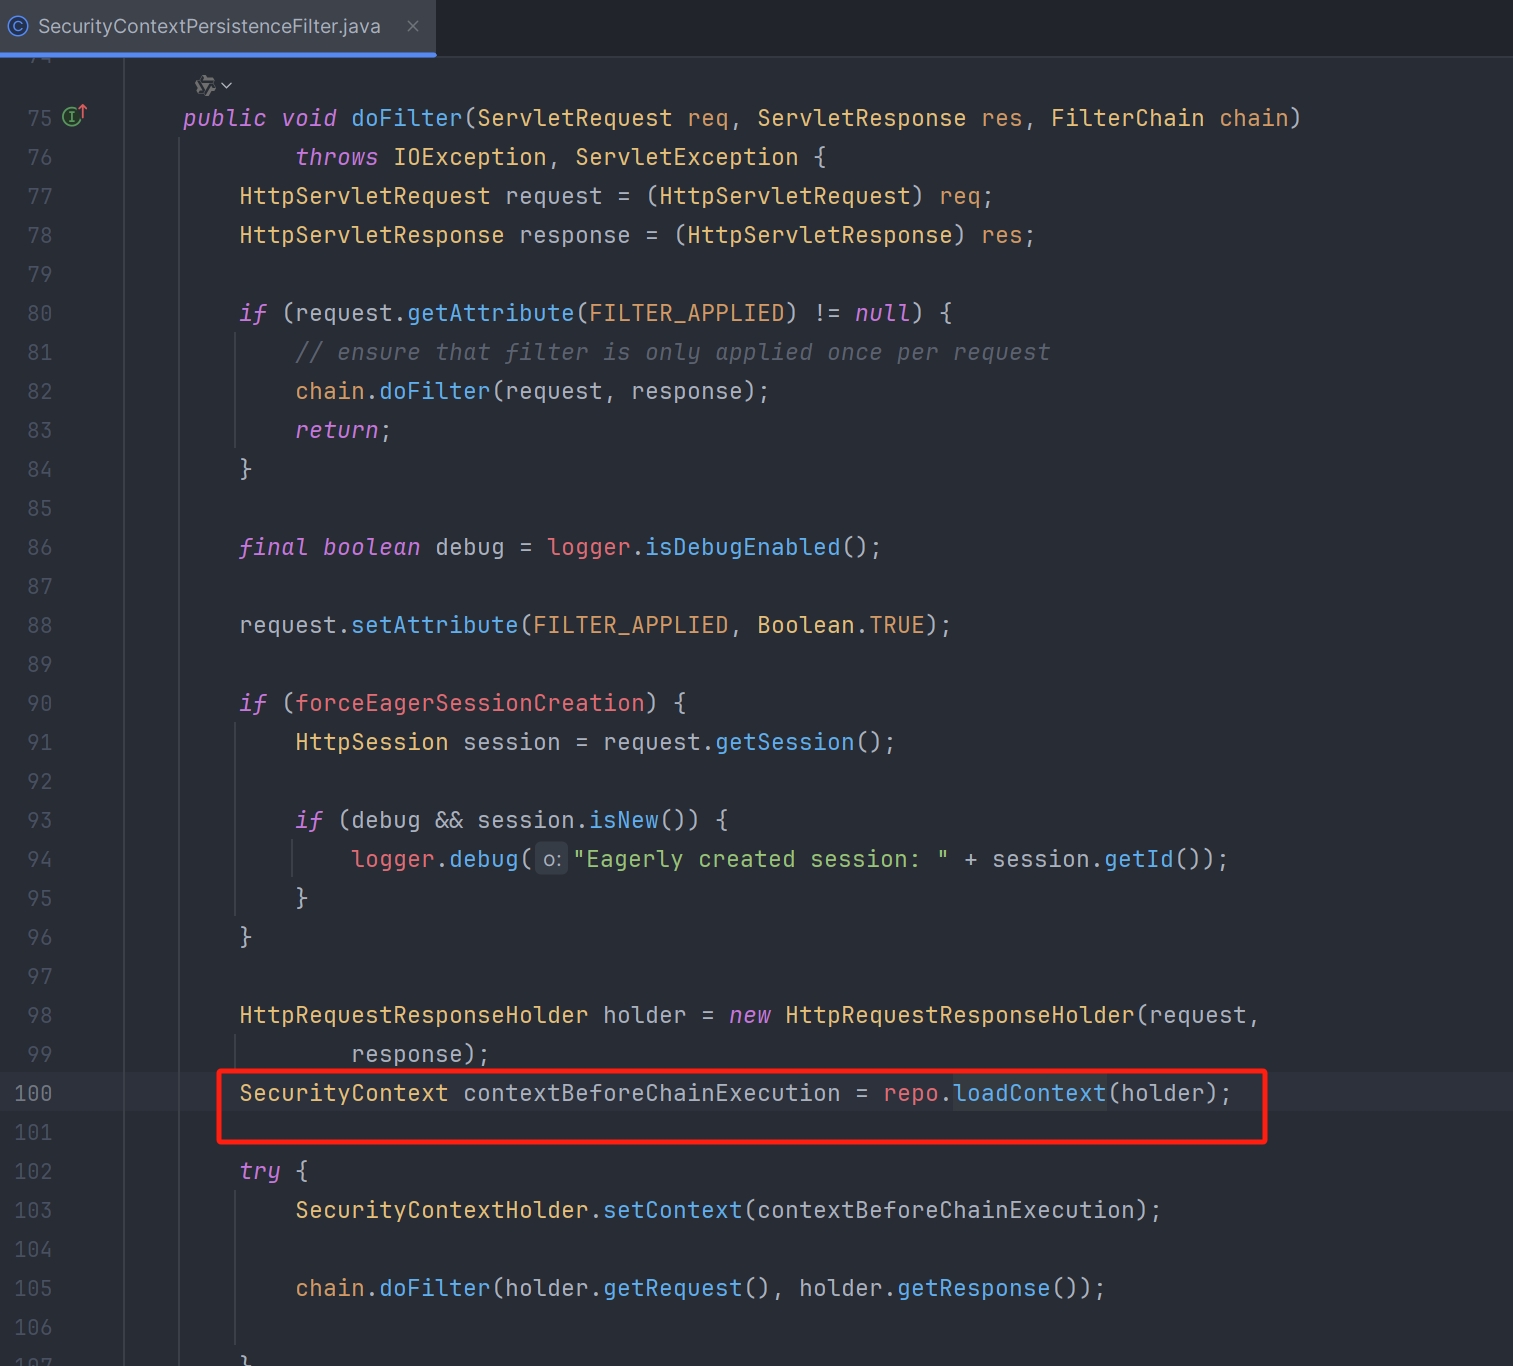 SecurityContextPersistenceFilter.java
74
75 public void doFilter(ServletRequest req, ServletResponse res, FilterChain chain)
76 throws IOException, ServletException {
77 HttpServletRequest request = (HttpServletRequest) req;
78 HttpServletResponse response = (HttpServletResponse) res;
79
80 if (request.getAttribute(FILTER_APPLIED) != null) {
81 // ensure that filter is only applied once per request
82 chain.doFilter(request, response);
83 return;
84 }
85
86 final boolean debug = logger.isDebugEnabled();
87
88 request.setAttribute(FILTER_APPLIED, Boolean.TRUE);
89
90 if (forceEagerSessionCreation) {
91 HttpSession session = request.getSession();
92
93 if (debug && session.isNew()) {
94 logger.debug( o: "Eagerly created session: " + session.getId());
95 }
96 }
97
98 HttpRequestResponseHolder holder = new HttpRequestResponseHolder(request,
99 response);
100 SecurityContext contextBeforeChainExecution = repo.loadContext(holder);
101
102 try {
103 SecurityContextHolder.setContext(contextBeforeChainExecution);
104
105 chain.doFilter(holder.getRequest(), holder.getResponse());
106
107 }